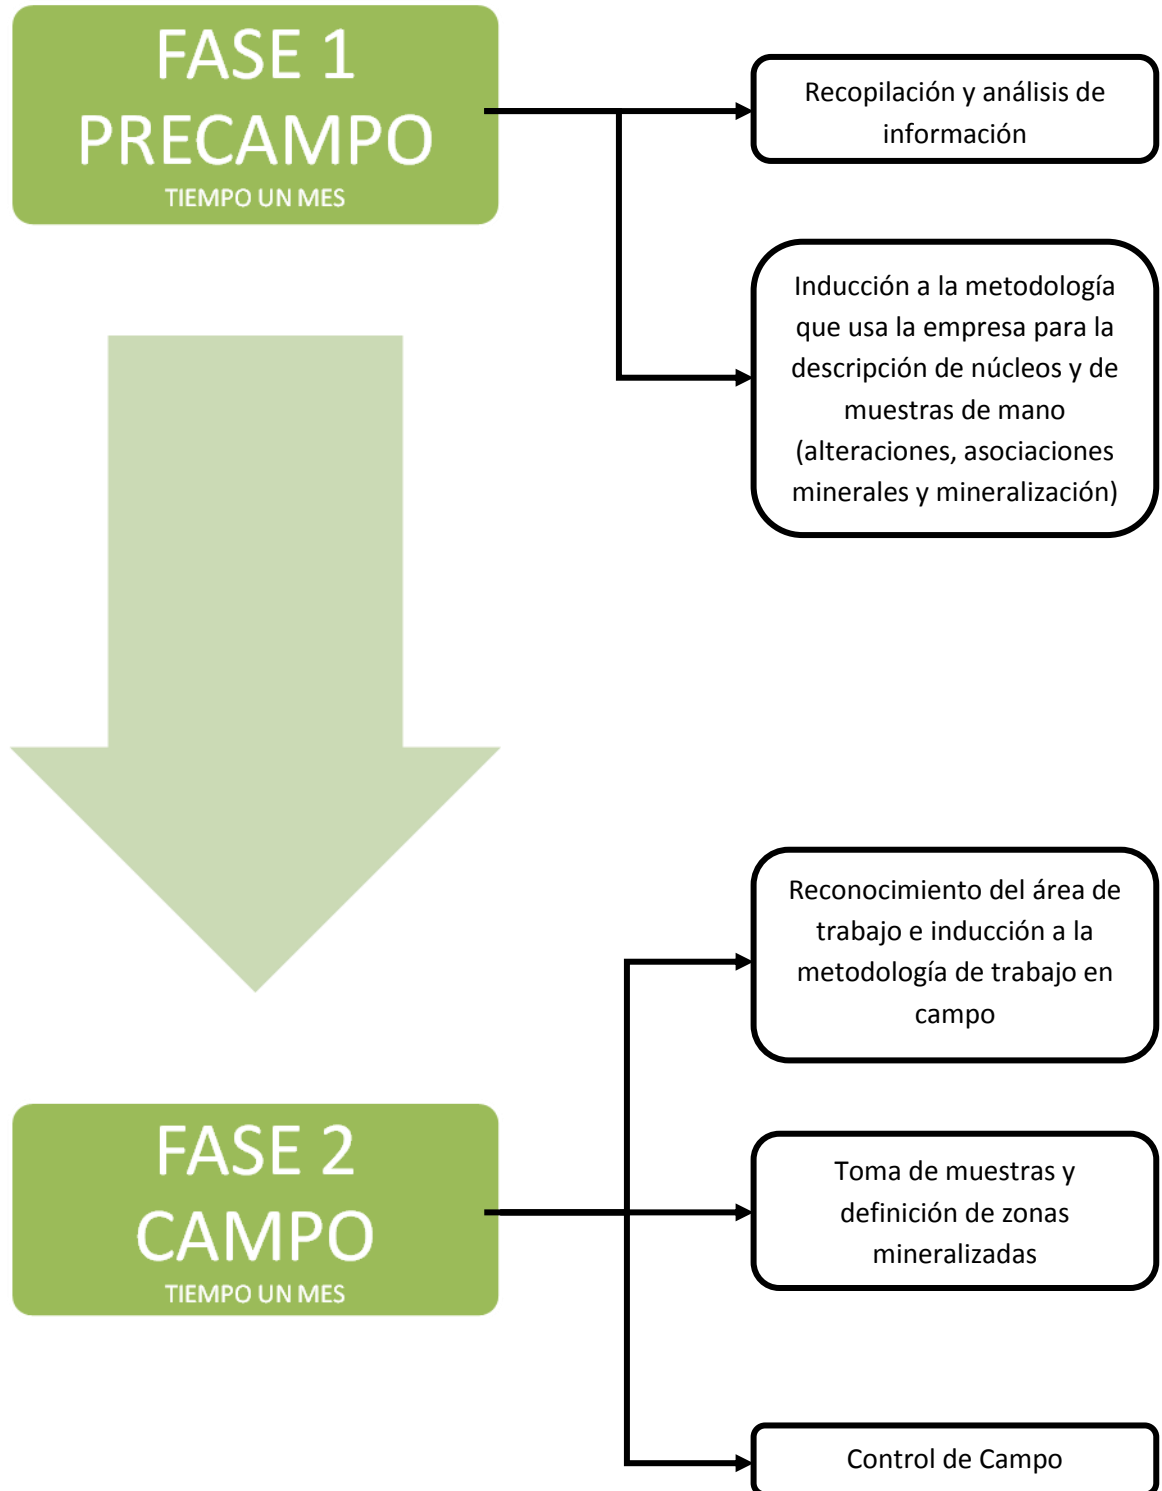 FASE 1
PRECAMPO
TIEMPO UN MES
Recopilación y análisis de
información
Inducción a la metodología
que usa la empresa para la
descripción de núcleos y de
muestras de mano
(alteraciones, asociaciones
minerales y mineralización)
Reconocimiento del área de
trabajo e inducción a la
metodología de trabajo en
campo
FASE 2
CAMPO
TIEMPO UN MES
Toma de muestras y
definición de zonas
mineralizadas
Control de Campo